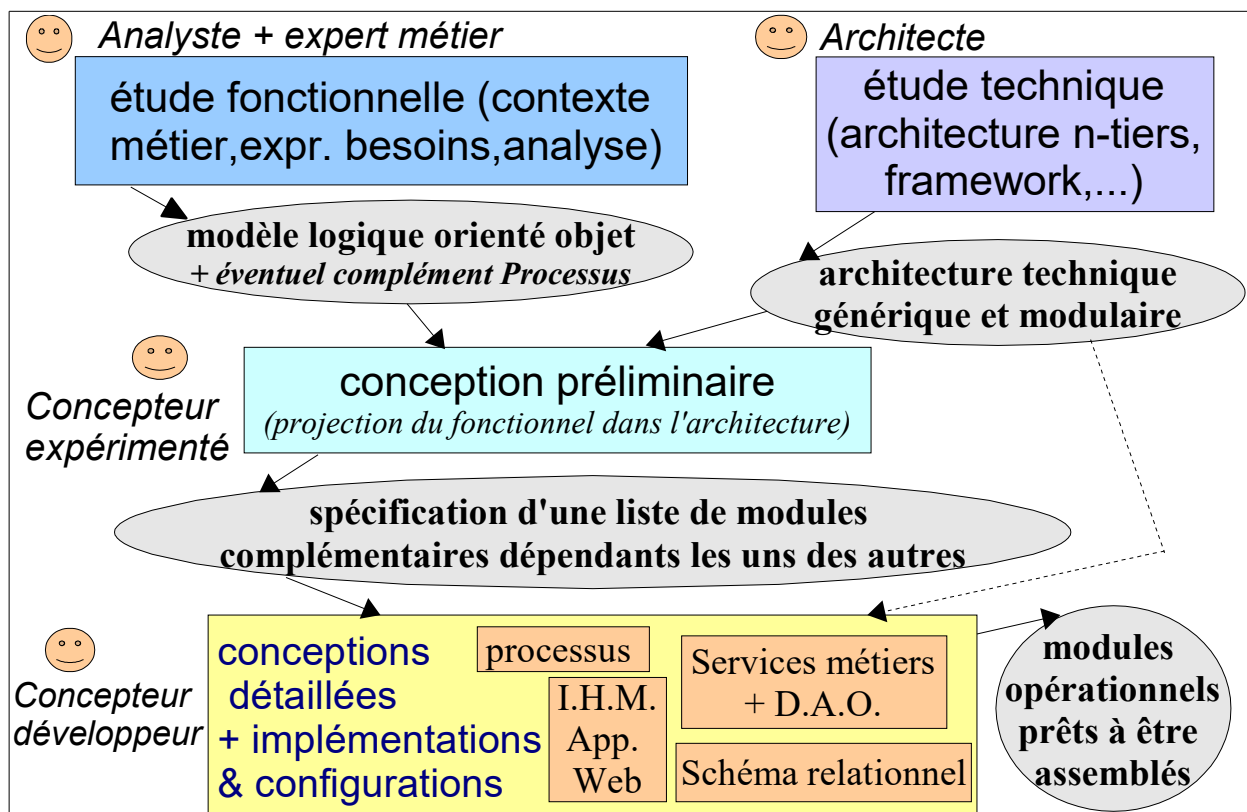 Analyste + expert métier
étude fonctionnelle (contexte
métier,expr. besoins,analyse)
Architecte
étude technique
(architecture n-tiers,
framework,...)
modèle logique orienté objet
+ éventuel complément Processus
architecture technique
générique et modulaire
Concepteur
expérimenté
conception préliminaire
(projection du fonctionnel dans l'architecture)
spécification d'une liste de modules
complémentaires dépendants les uns des autres
Concepteur
développeur
conceptions
détaillées
+ implémentations
& configurations
processus
I.H.M.
App.
Web
Services métiers
+ D.A.O.
Schéma relationnel
modules
opérationnels
prêts à être
assemblés